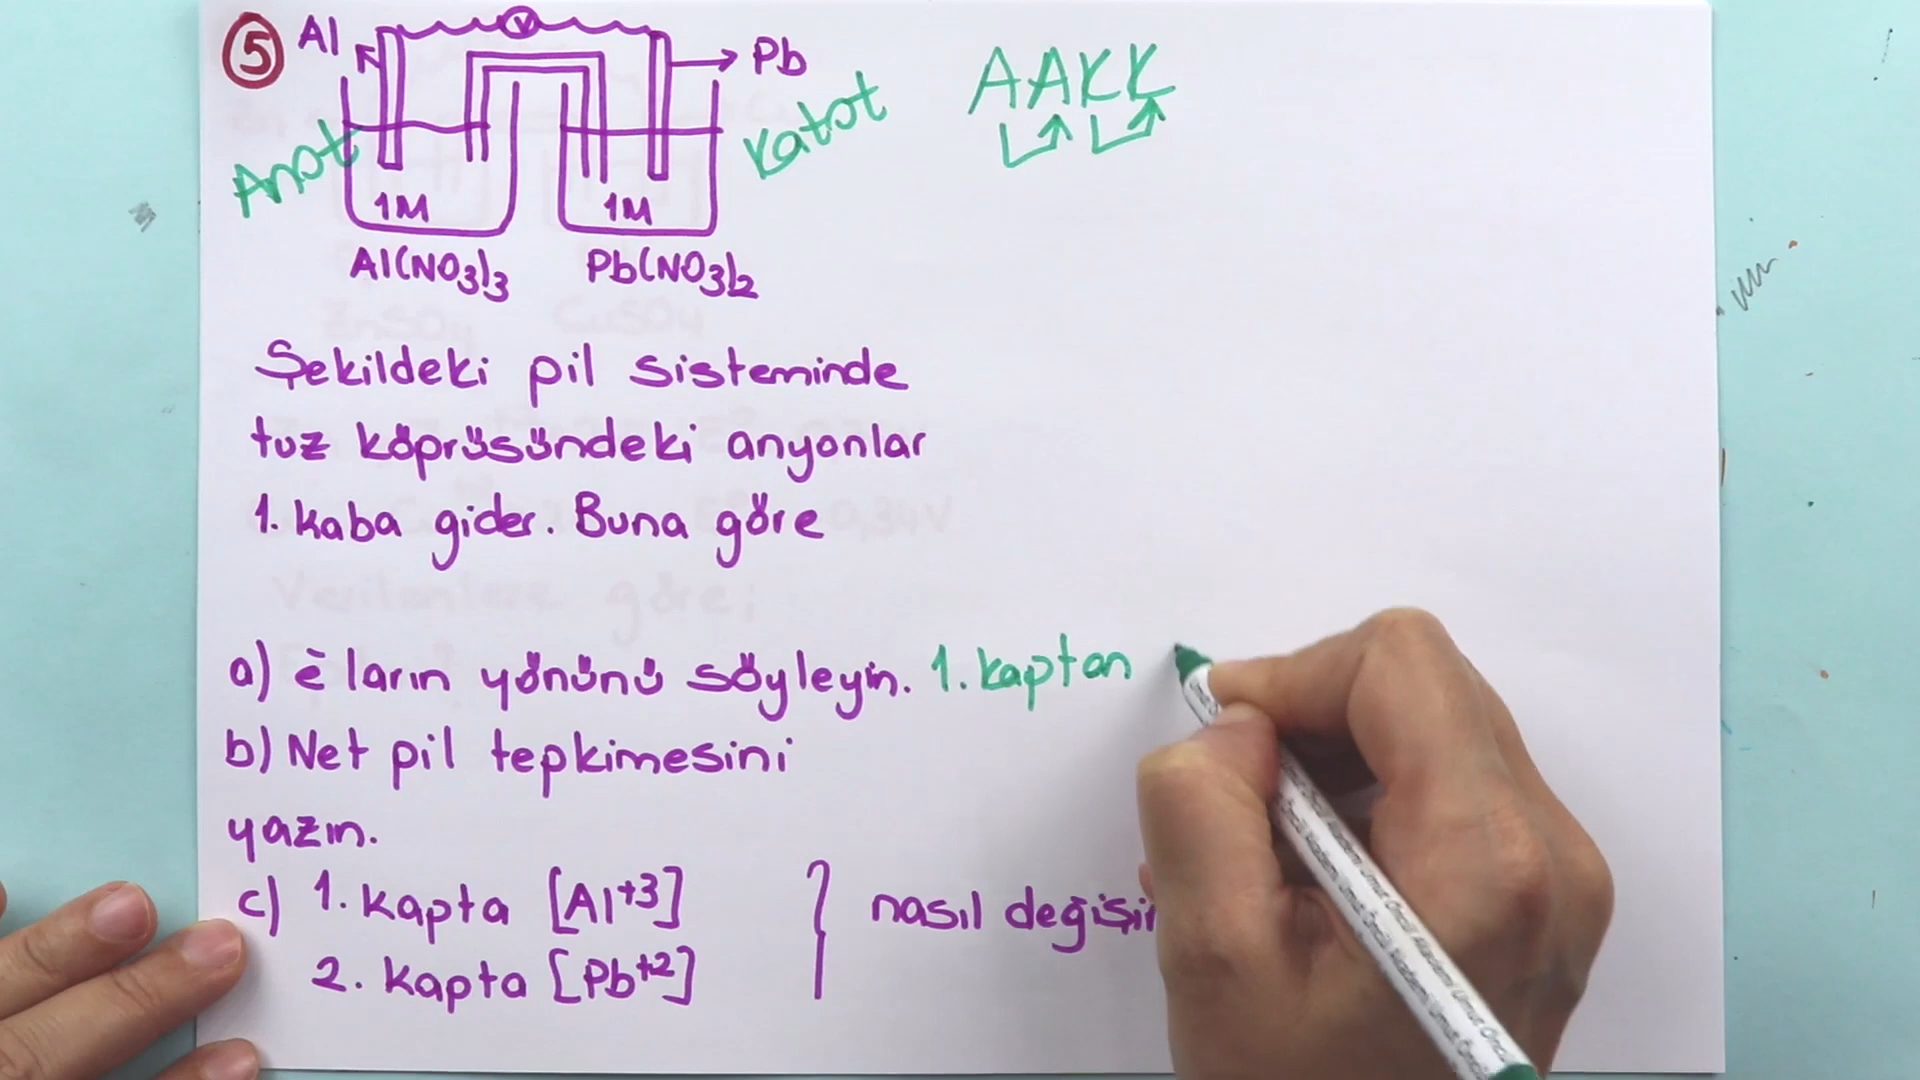 5
Al
V
Pb
AAKK
Anot
Katot
1M
1M
Al(NO3)3
Pb(NO3)2
Şekildeki pil sisteminde
tuz köprüsündeki anyonlar
1. kaba gider. Buna göre
a) ē ların yönünü söyleyin. 1. kaptan
b) Net pil tepkimesini
yazın.
c) 1. kapta [Al+3]
2. kapta [Pb+2]
} nasıl değişir